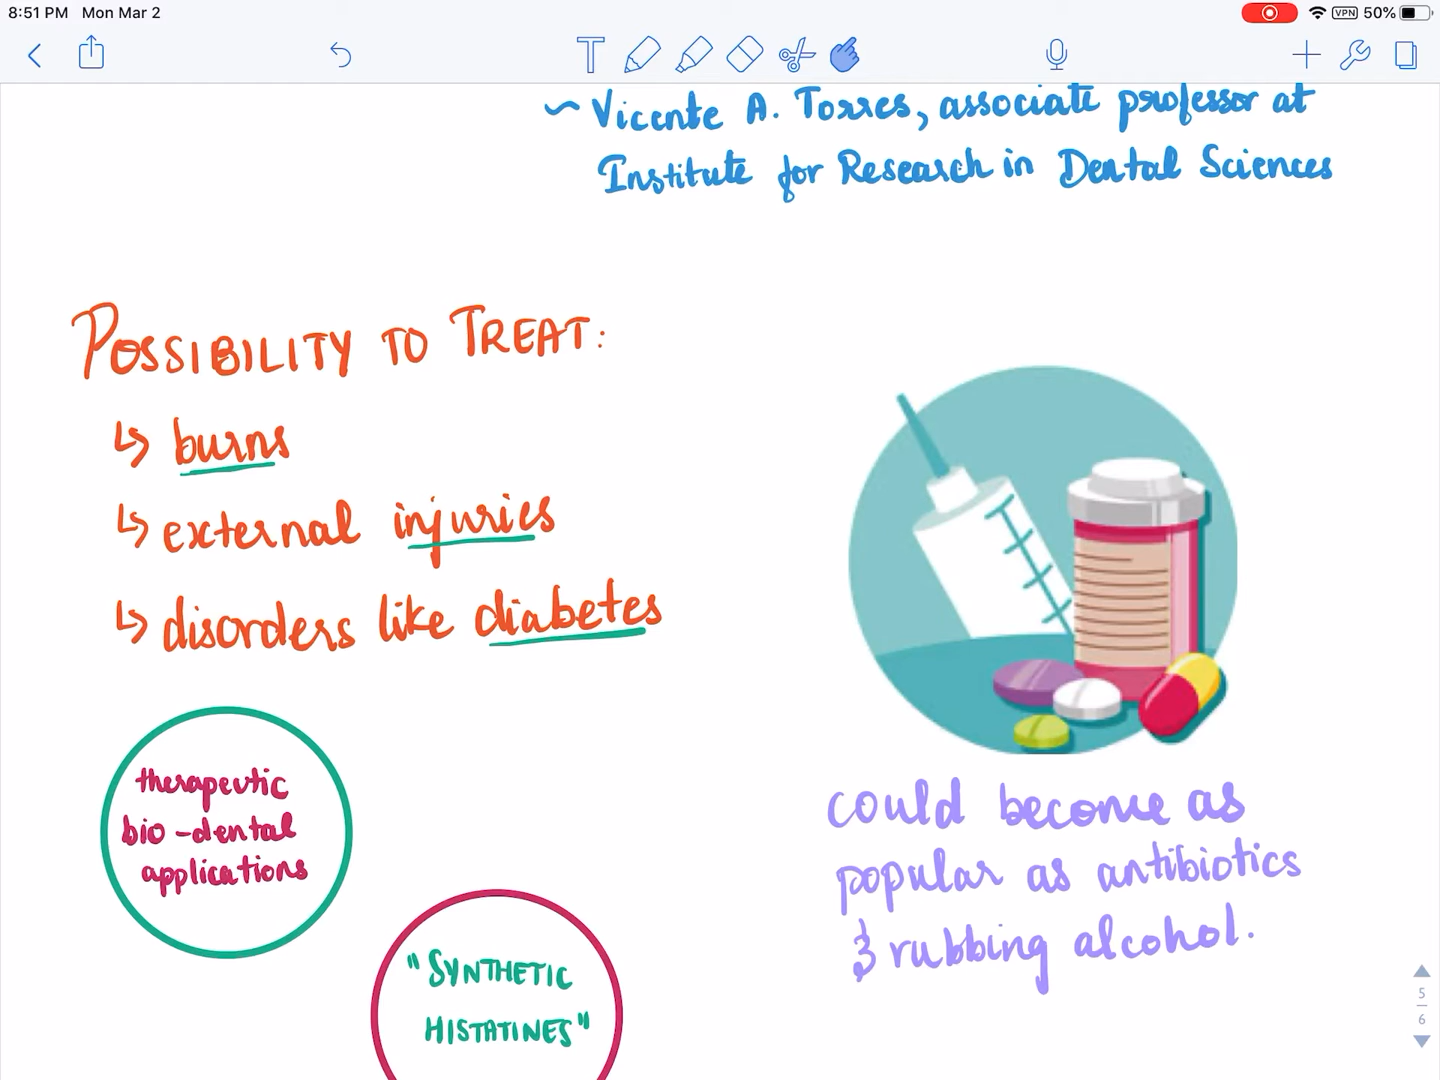 8:51 PM Mon Mar 2
VPN 50%
T
~ Vicente A. Torres, associate professor at
Institute for Research in Dental Sciences
POSSIBILITY TO TREAT:
↳ burns
↳ external injuries
↳ disorders like diabetes
therapeutic
bio-dental
applications
"SYNTHETIC
HISTATINES"
could become as
popular as antibiotics
& rubbing alcohol.
5
6